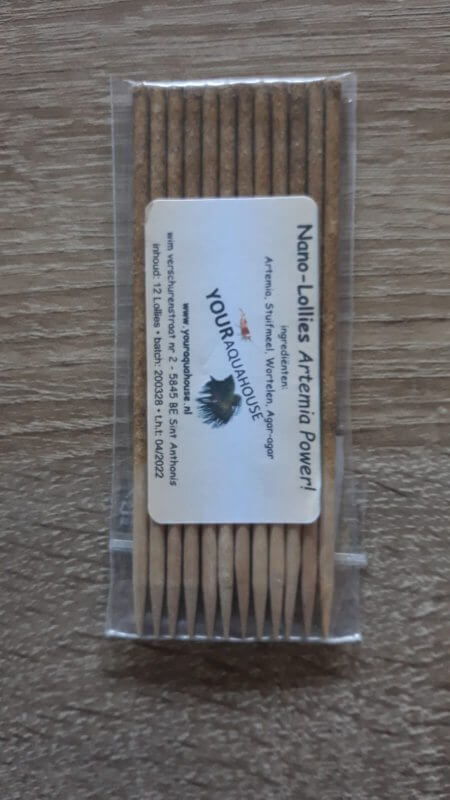 Nano-Lollies Artemia Power!
ingrediënten:
Artemia, Stuifmeel, Wortelen, Agar-agar
YOURAQUAHOUSE
www.youraquahouse.nl
wim verschurenstraat nr 2 - 5845 BE Sint Anthonis
inhoud: 12 Lollies • batch: 200328 • t.h.t: 04/2022